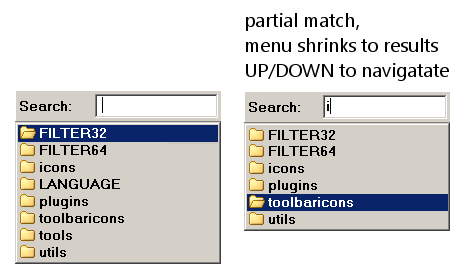 partial match,
menu shrinks to results
UP/DOWN to navigatate
Search:
FILTER32
FILTER64
icons
LANGUAGE
plugins
toolbaricons
tools
utils
Search: i
FILTER32
FILTER64
icons
plugins
toolbaricons
utils